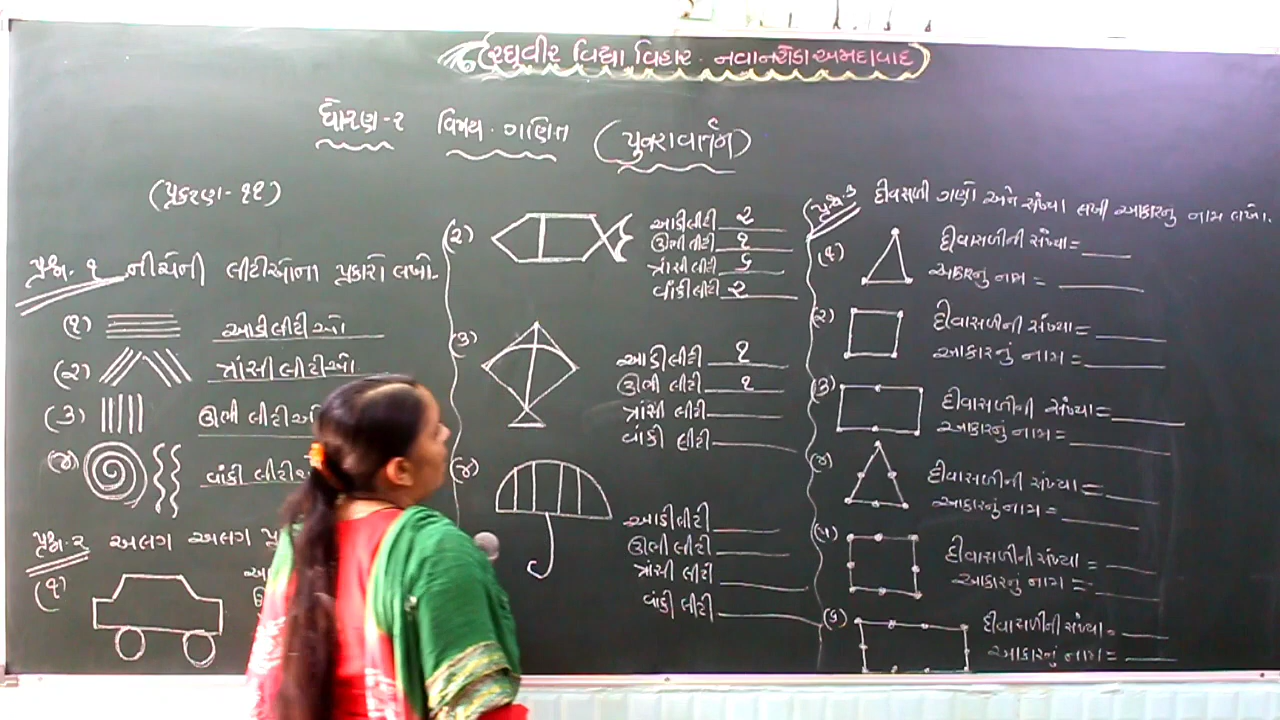 રઘુવીર વિદ્યા વિહાર. નવાનરોડા અમદાવાદ
ધોરણ-૨ વિષય. ગણિત (પુનરાવર્તન)
(પ્રકરણ-૧૧)
પ્રશ્ન.૧ નીચેની લીટીઓના પ્રકારો લખો.
(૧) આડી લીટીઓ
(૨) ત્રાંસી લીટીઓ
(૩) ઊભી લીટીઓ
(૪) વાંકી લીટી
પ્રશ્ન.૨ અલગ અલગ
(૧)
(૨)
આડી લીટી ૨
ઊભી લીટી ૧
ત્રાંસી લીટી ૬
વાંકી લીટી ૨
(૩)
આડી લીટી ૧
ઊભી લીટી ૧
ત્રાંસી લીટી
વાંકી લીટી
(૪)
આડી લીટી
ઊભી લીટી
ત્રાંસી લીટી
વાંકી લીટી
પ્રશ્ન.૩ દીવસળી ગણો અને સંખ્યા લખી આકારનું નામ લખો.
(૧) દીવાસળીની સંખ્યા=
આકારનું નામ =
(૨) દીવાસળીની સંખ્યા=
આકારનું નામ =
(૩) દીવાસળીની સંખ્યા=
આકારનું નામ =
(૪) દીવાસળીની સંખ્યા=
આકારનું નામ =
(૫) દીવાસળીની સંખ્યા =
આકારનું નામ =
(૬) દીવાસળીની સંખ્યા =
આકારનું નામ =